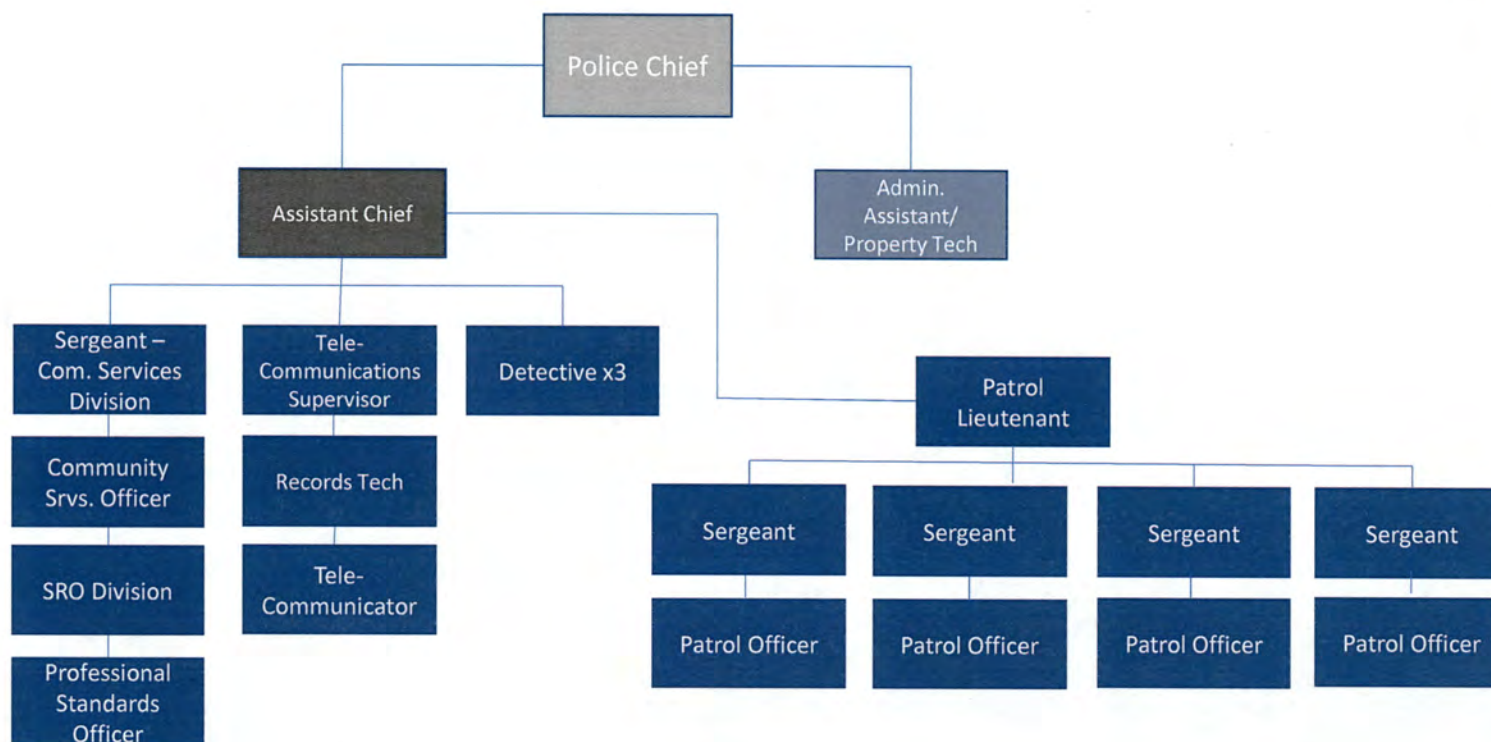 Police Chief
Assistant Chief
Admin.
Assistant/
Property Tech
Sergeant –
Com. Services
Division
Tele-
Communications
Supervisor
Detective x3
Patrol
Lieutenant
Community
Srvs. Officer
Records Tech
Sergeant
Sergeant
Sergeant
Sergeant
SRO Division
Tele-
Communicator
Patrol Officer
Patrol Officer
Patrol Officer
Patrol Officer
Professional
Standards
Officer